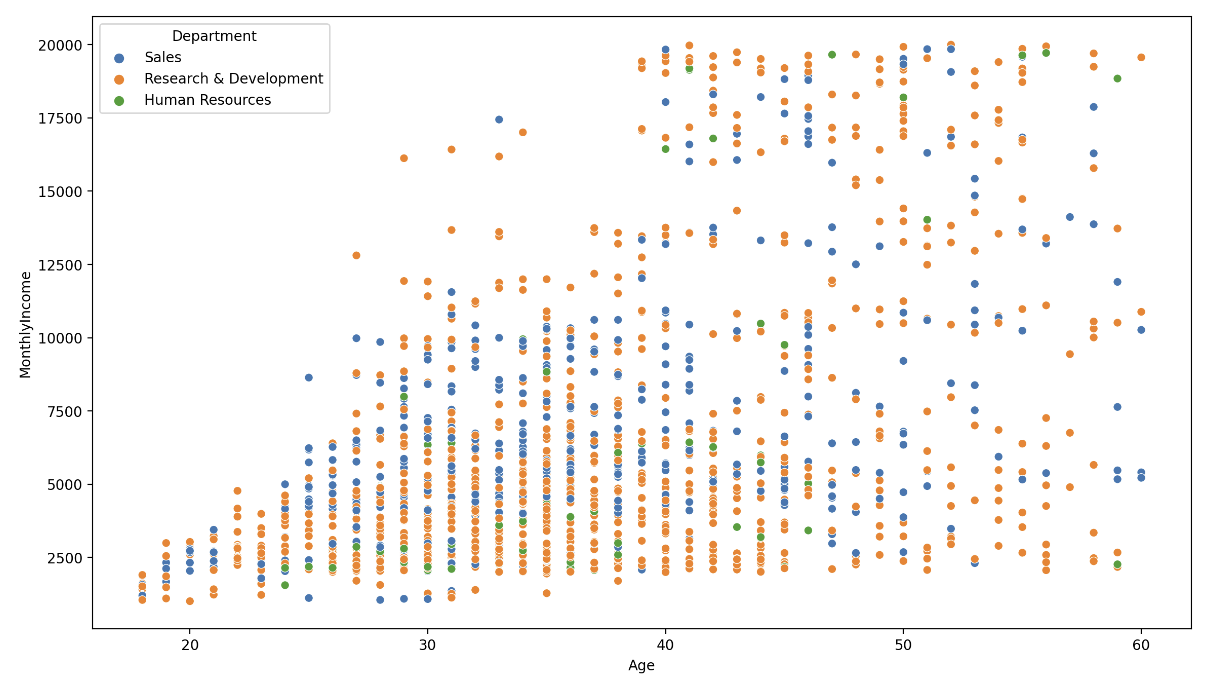 Department
Sales
Research & Development
Human Resources
20000
17500
15000
12500
10000
7500
5000
2500
MonthlyIncome
20
30
40
50
60
Age